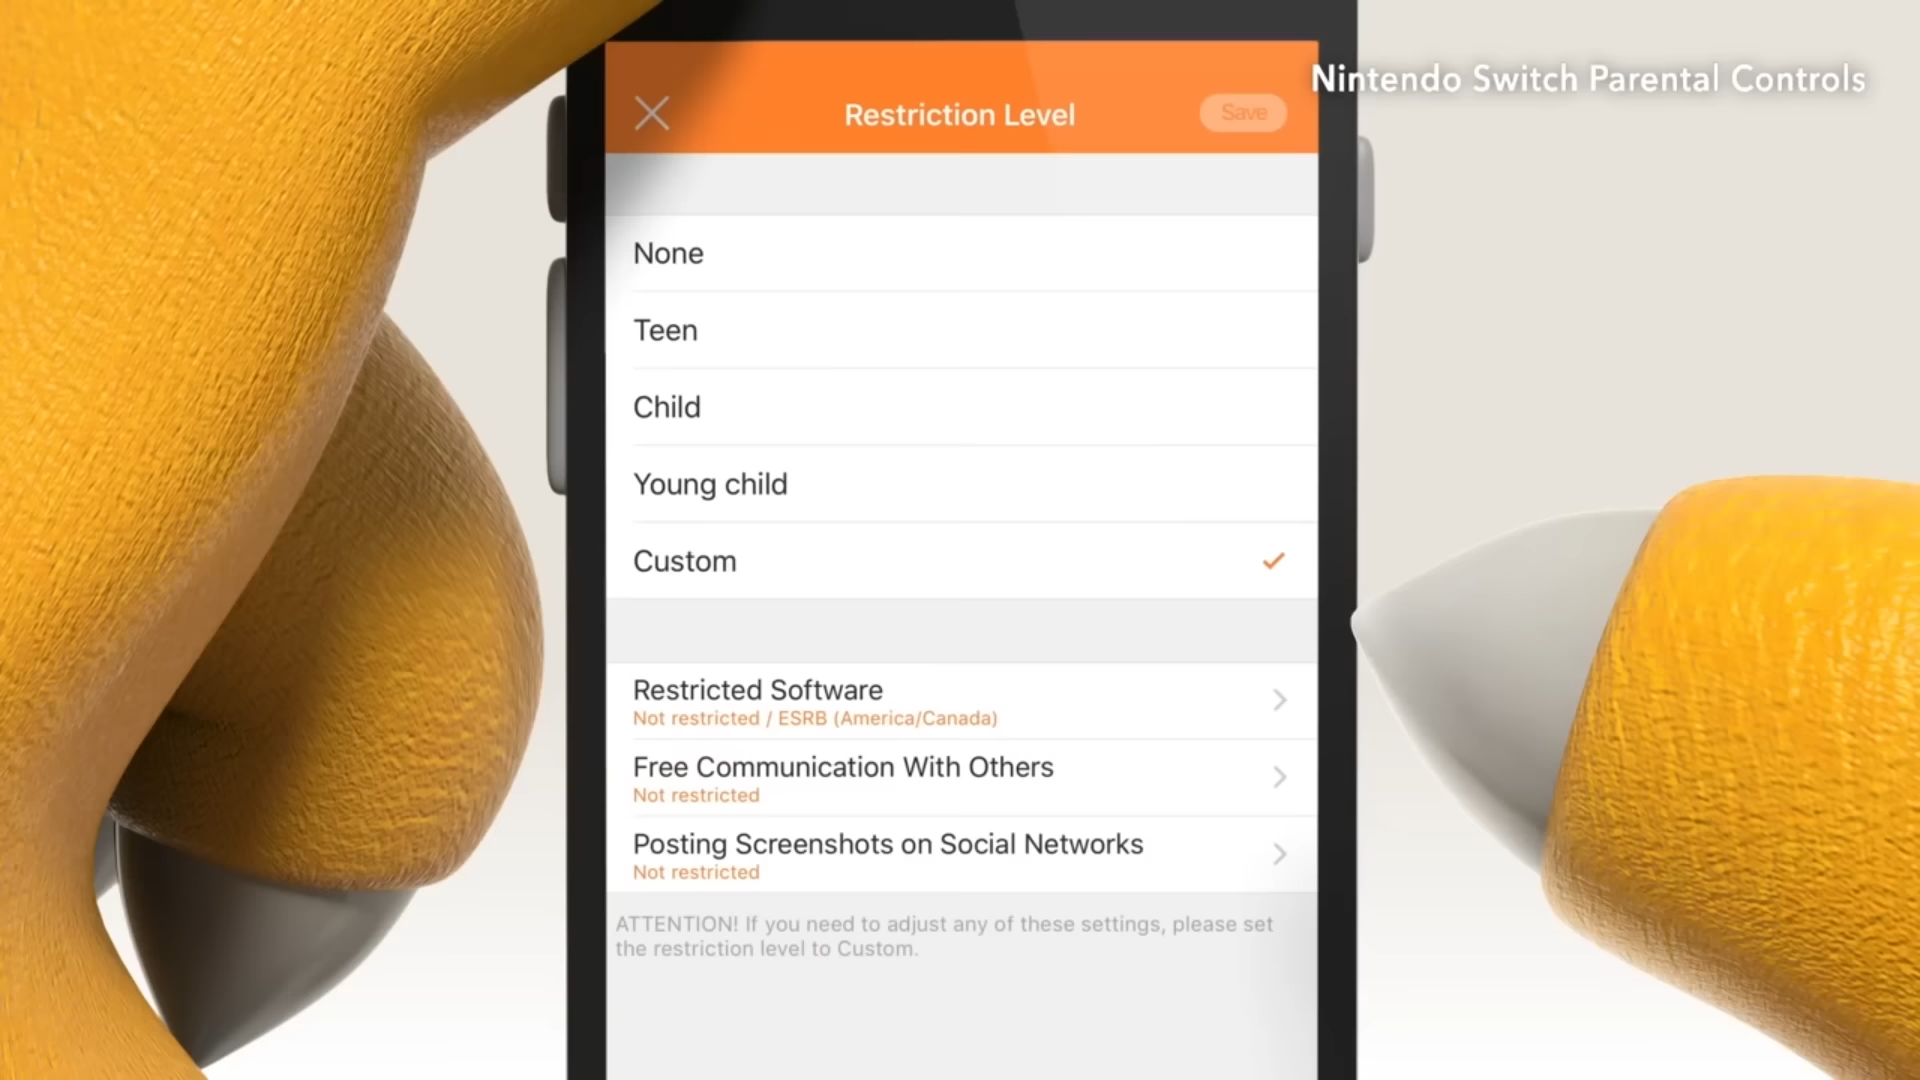 Nintendo Switch Parental Controls
Restriction Level
Save
None
Teen
Child
Young child
Custom
Restricted Software
Not restricted / ESRB (America/Canada)
Free Communication With Others
Not restricted
Posting Screenshots on Social Networks
Not restricted
ATTENTION! If you need to adjust any of these settings, please set
the restriction level to Custom.